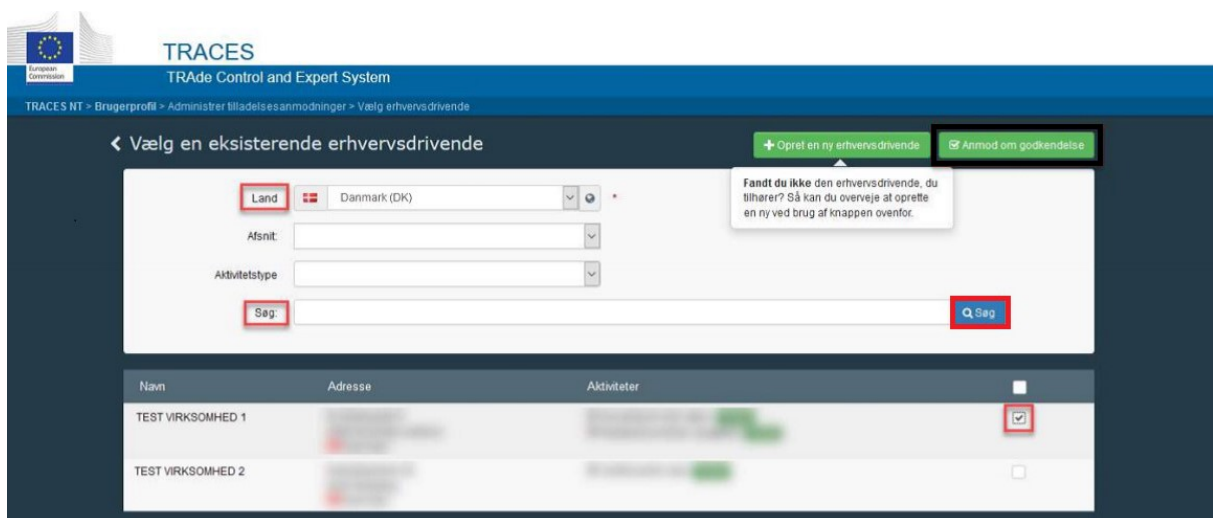 European
Commission
TRACES
TRAde Control and Expert System
TRACES NT > Brugerprofil > Administrer tilladelsesanmodninger > Vælg erhvervsdrivende
Vælg en eksisterende erhvervsdrivende
Opret en ny erhvervsdrivende
Anmod om godkendelse
Fandt du ikke den erhvervsdrivende, du
tilhører? Så kan du overveje at oprette
en ny ved brug af knappen ovenfor.
Land
Danmark (DK)
*
Afsnit:
Aktivitetstype
Søg:
Søg
Navn Adresse Aktiviteter
TEST VIRKSOMHED 1
TEST VIRKSOMHED 2